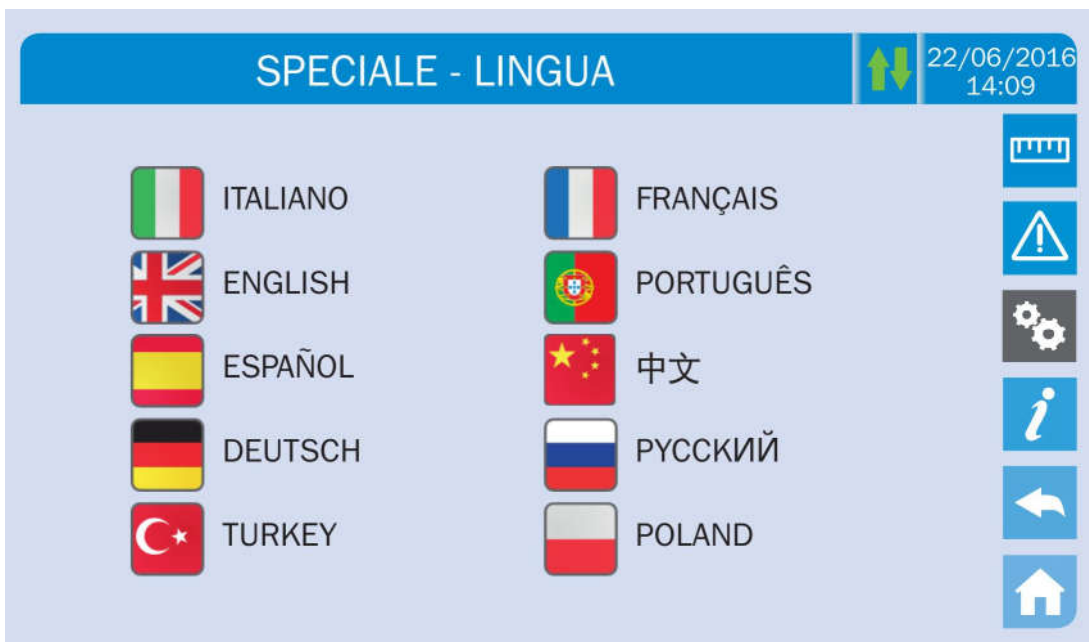 SPECIALE - LINGUA
22/06/2016
14:09
ITALIANO
ENGLISH
ESPAÑOL
DEUTSCH
TURKEY
FRANÇAIS
PORTUGUÊS
中文
РУССКИЙ
POLAND